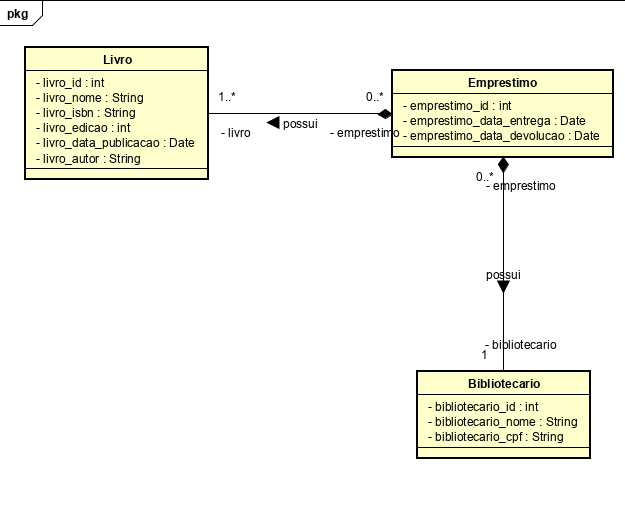 pkg
Livro
- livro_id : int
- livro_nome : String
- livro_isbn : String
- livro_edicao : int
- livro_data_publicacao : Date
- livro_autor : String
1..*
0..*
possui
- livro
- emprestimo
Emprestimo
- emprestimo_id : int
- emprestimo_data_entrega : Date
- emprestimo_data_devolucao : Date
0..*
- emprestimo
possui
- bibliotecario
1
Bibliotecario
- bibliotecario_id : int
- bibliotecario_nome : String
- bibliotecario_cpf : String